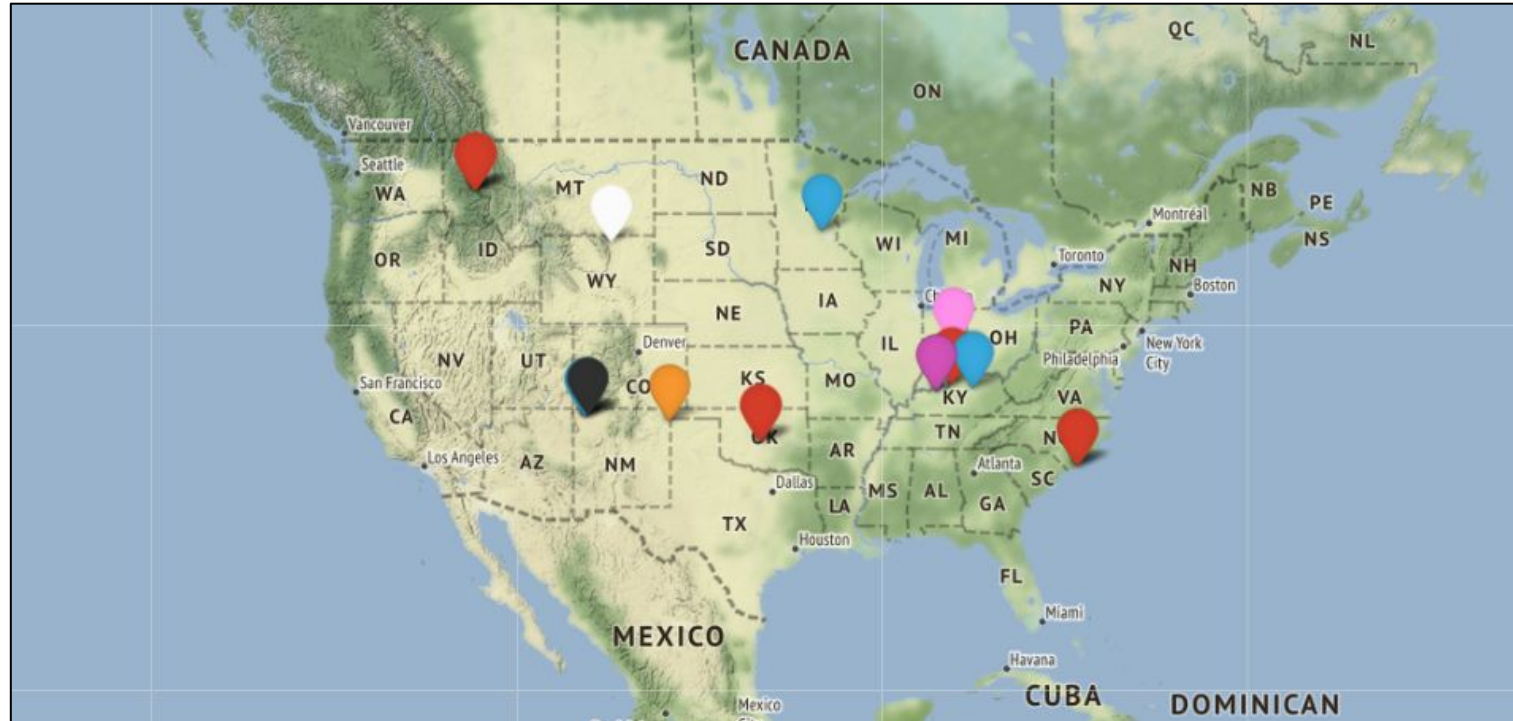 CANADA
QC
NL
ON
Vancouver
Seattle
WA
MT
ND
NB
PE
Montréal
NS
OR
ID
SD
WI
MI
Toronto
NH
WY
NY
Boston
IA
NE
PA
OH
New York
City
NV
UT
Denver
IL
Philadelphia
San Francisco
CO
KS
MO
KY
VA
CA
TN
OK
Los Angeles
AZ
NM
AR
Atlanta
SC
Dallas
MS
AL
GA
LA
TX
Houston
FL
Miami
MEXICO
Havana
CUBA
DOMINICAN
Mexico